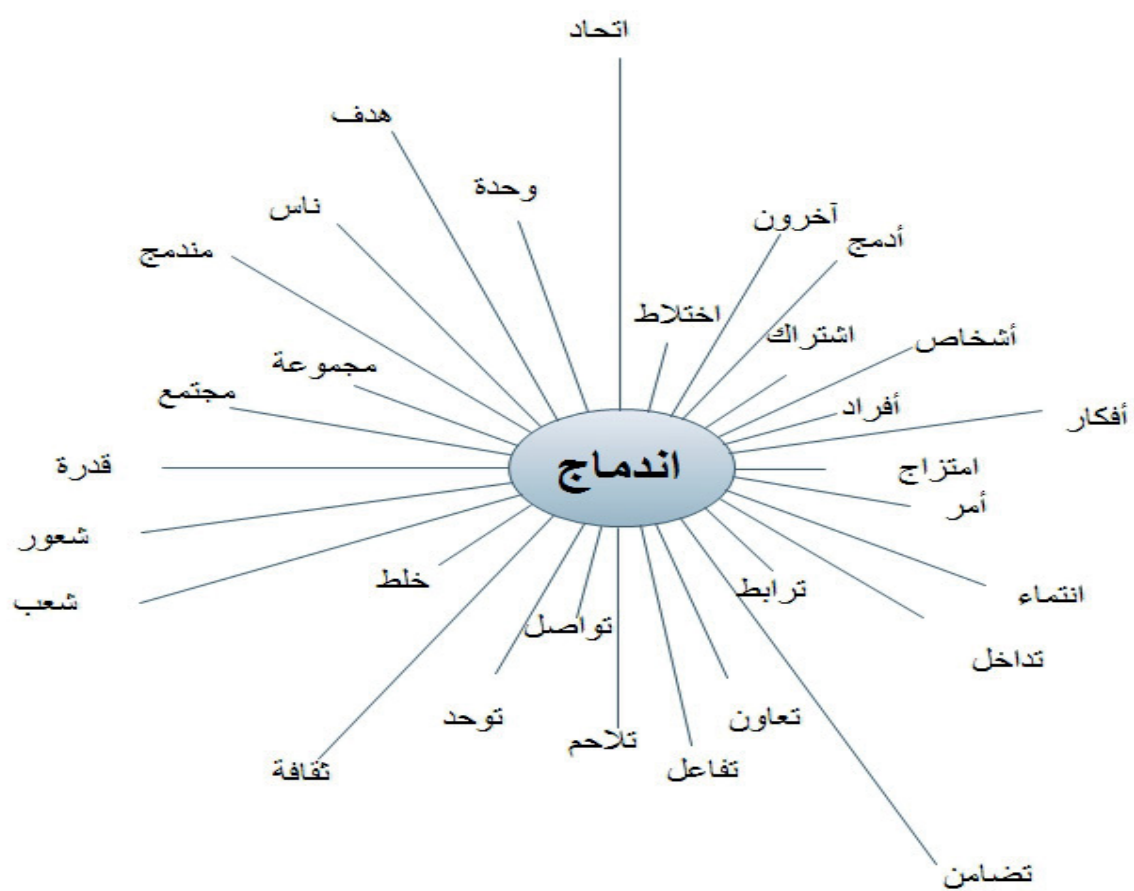 اتحاد
هدف
وحدة
ناس
مندمج
آخرون
أدمج
اختلاط
اشتراك
أشخاص
مجموعة
مجتمع
أفراد
أفكار
قدرة
اندماج
امتزاج
أمر
شعور
شعب
خلط
ترابط
انتماء
تواصل
تداخل
توحد
تعاون
تلاحم
تفاعل
ثقافة
تضامن